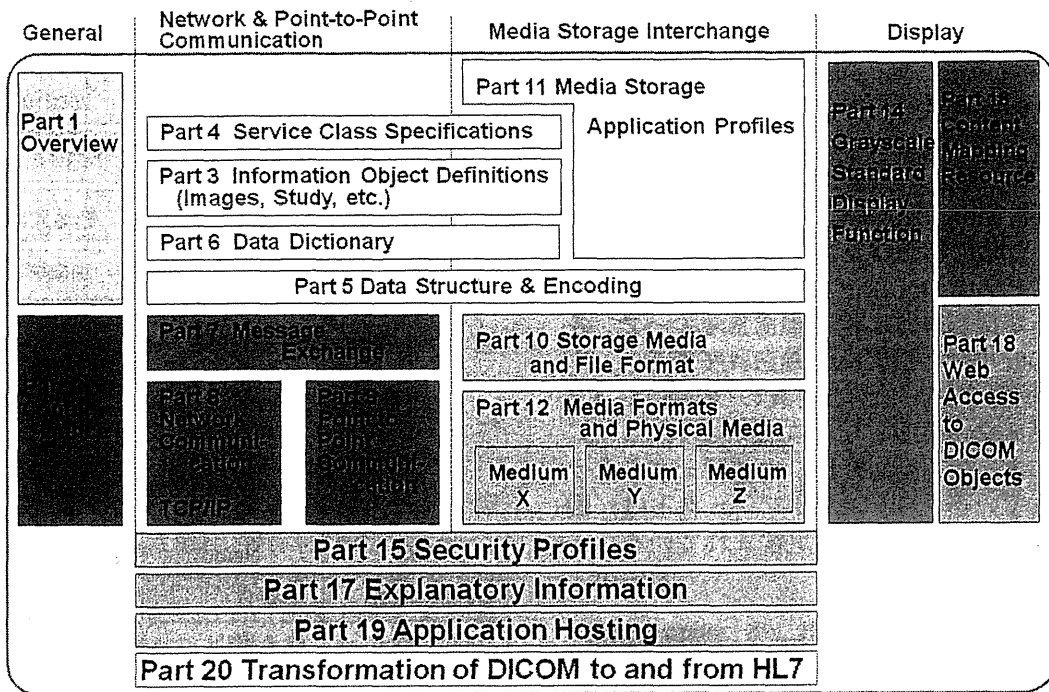 General
Network & Point-to-Point
Communication
Media Storage Interchange
Display
Part 1
Overview
Part 11 Media Storage
Application Profiles
Part 4 Service Class Specifications
Part 3 Information Object Definitions
(Images, Study, etc.)
Part 6 Data Dictionary
Part 5 Data Structure & Encoding
Part 7 Message
Exchange
Part 8
Network
Communi-
TCP/IP
Point
Part 10 Storage Media
and File Format
Part 12 Media Formats
and Physical Media
Medium
X
Medium
Y
Medium
Z
Part 14
Grayscale
Standard
Display
Function
Content
Mapping
Resource
Part 18
Web
Access
to
DICOM
Objects
Part 15 Security Profiles
Part 17 Explanatory Information
Part 19 Application Hosting
Part 20 Transformation of DICOM to and from HL7